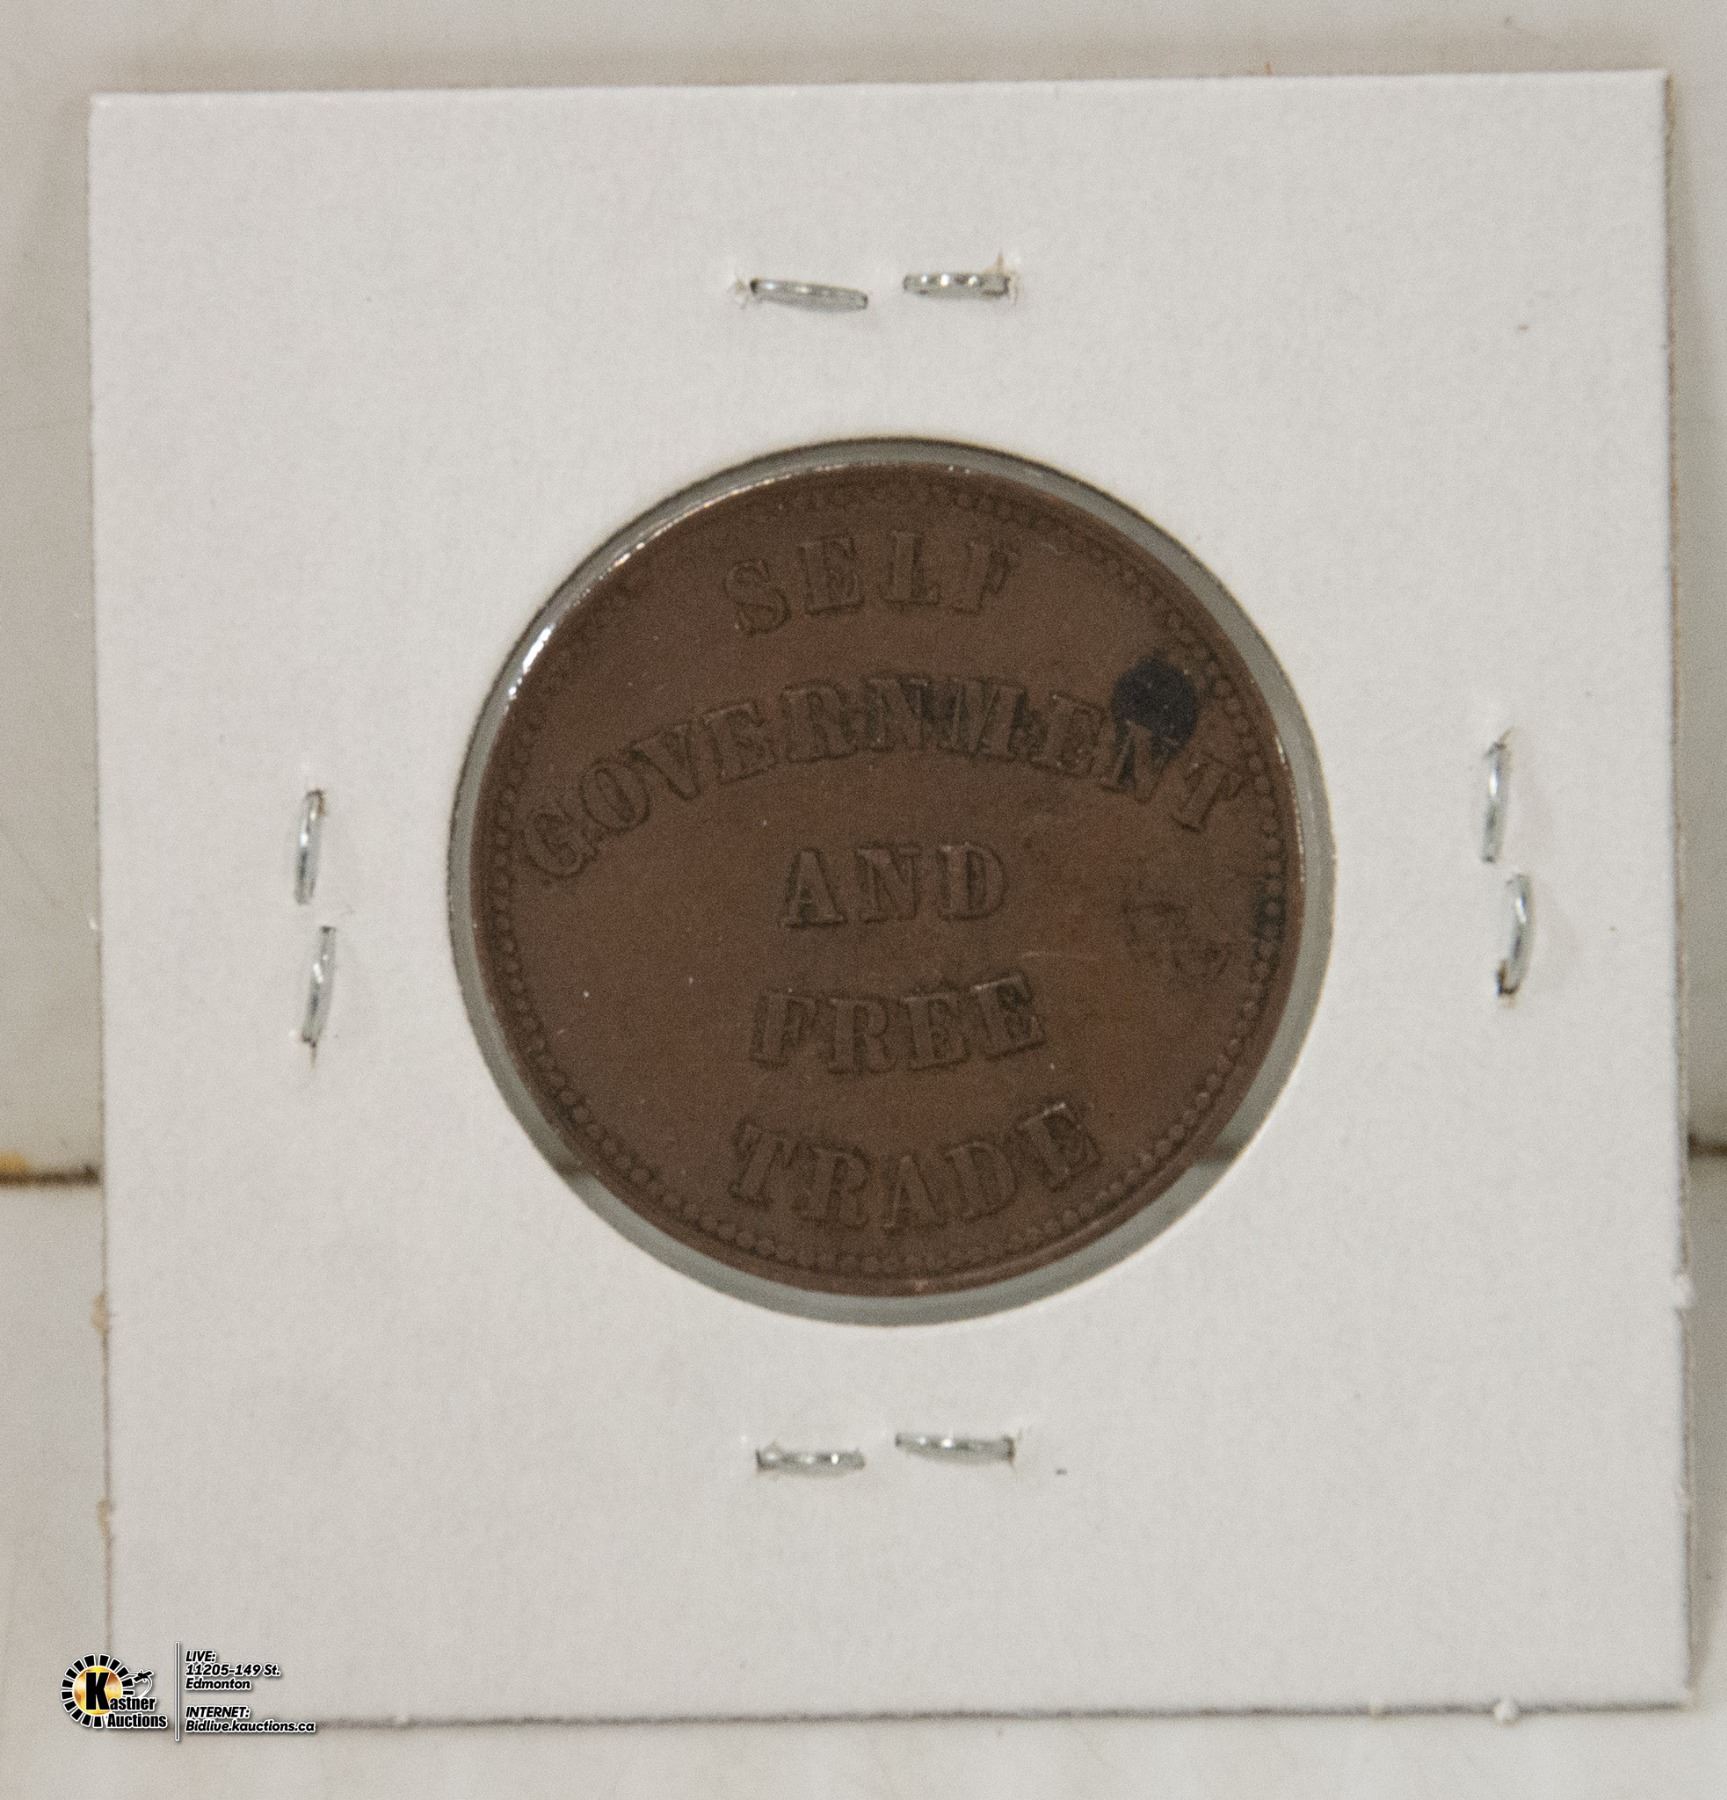 SELF
GOVERNMENT
AND
FREE
TRADE
Kastner
Auctions
LIVE:
11205-149 St.
Edmonton
INTERNET:
Bidlive.kauctions.ca